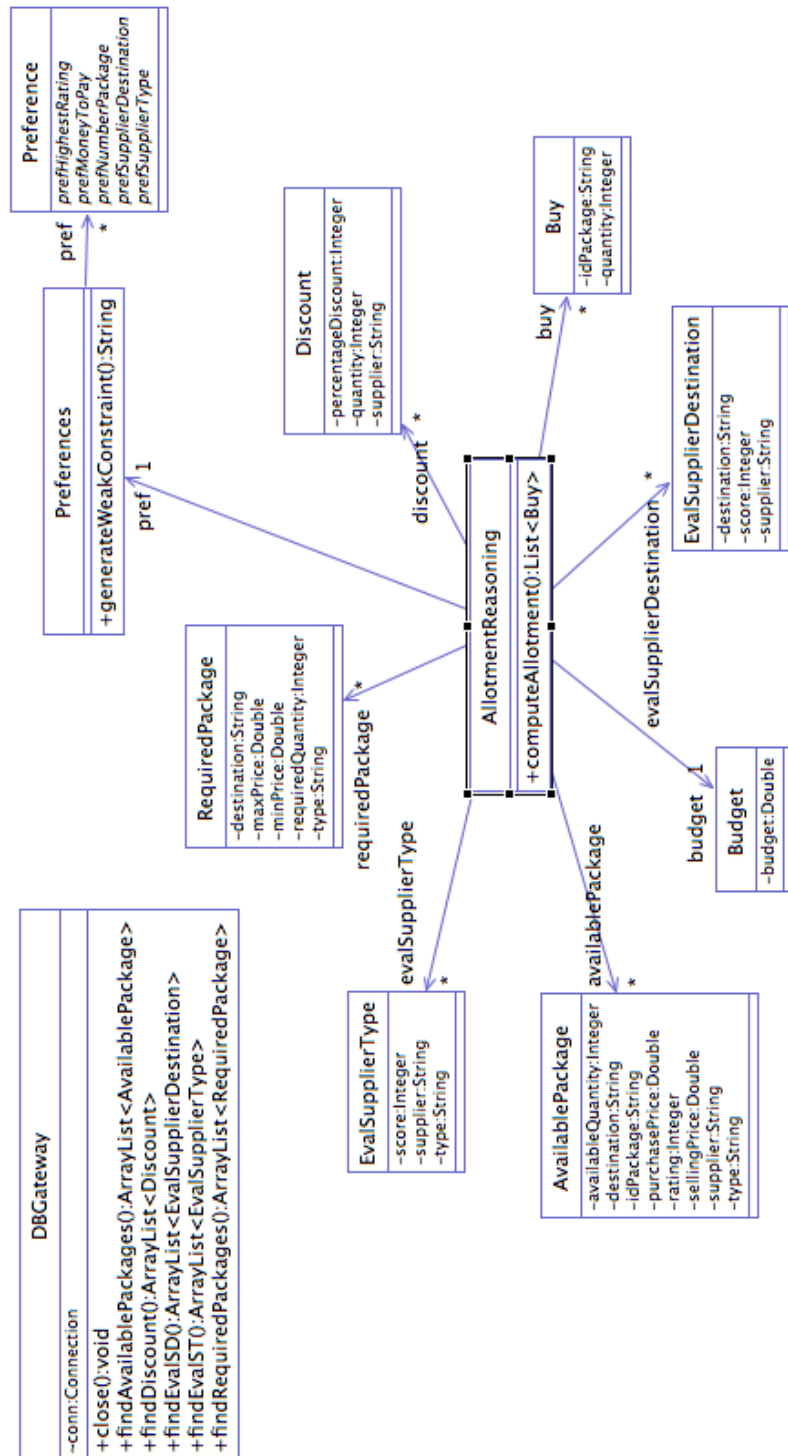 DBGateway
~conn:Connection
+close():void
+findAvailablePackages():ArrayList<AvailablePackage>
+findDiscount():ArrayList<Discount>
+findEvalSD():ArrayList<EvalSupplierDestination>
+findEvalST():ArrayList<EvalSupplierType>
+findRequiredPackages():ArrayList<RequiredPackage>
Preferences
+generateWeakConstraint():String
pref
*
Preference
prefHighestRating
prefMoneyToPay
prefNumberPackage
prefSupplierDestination
prefSupplierType
RequiredPackage
-destination:String
-maxPrice:Double
-minPrice:Double
-requiredQuantity:Integer
-type:String
requiredPackage
*
pref
1
Discount
-percentageDiscount:Integer
-quantity:Integer
-supplier:String
discount
*
EvalSupplierType
-score:Integer
-supplier:String
-type:String
evalSupplierType
*
AllotmentReasoning
+computeAllotment():List<Buy>
buy
*
Buy
-idPackage:String
-quantity:Integer
availablePackage
*
AvailablePackage
-availableQuantity:Integer
-destination:String
-idPackage:String
-purchasePrice:Double
-rating:Integer
-sellingPrice:Double
-supplier:String
-type:String
budget
1
Budget
-budget:Double
evalSupplierDestination
*
EvalSupplierDestination
-destination:String
-score:Integer
-supplier:String